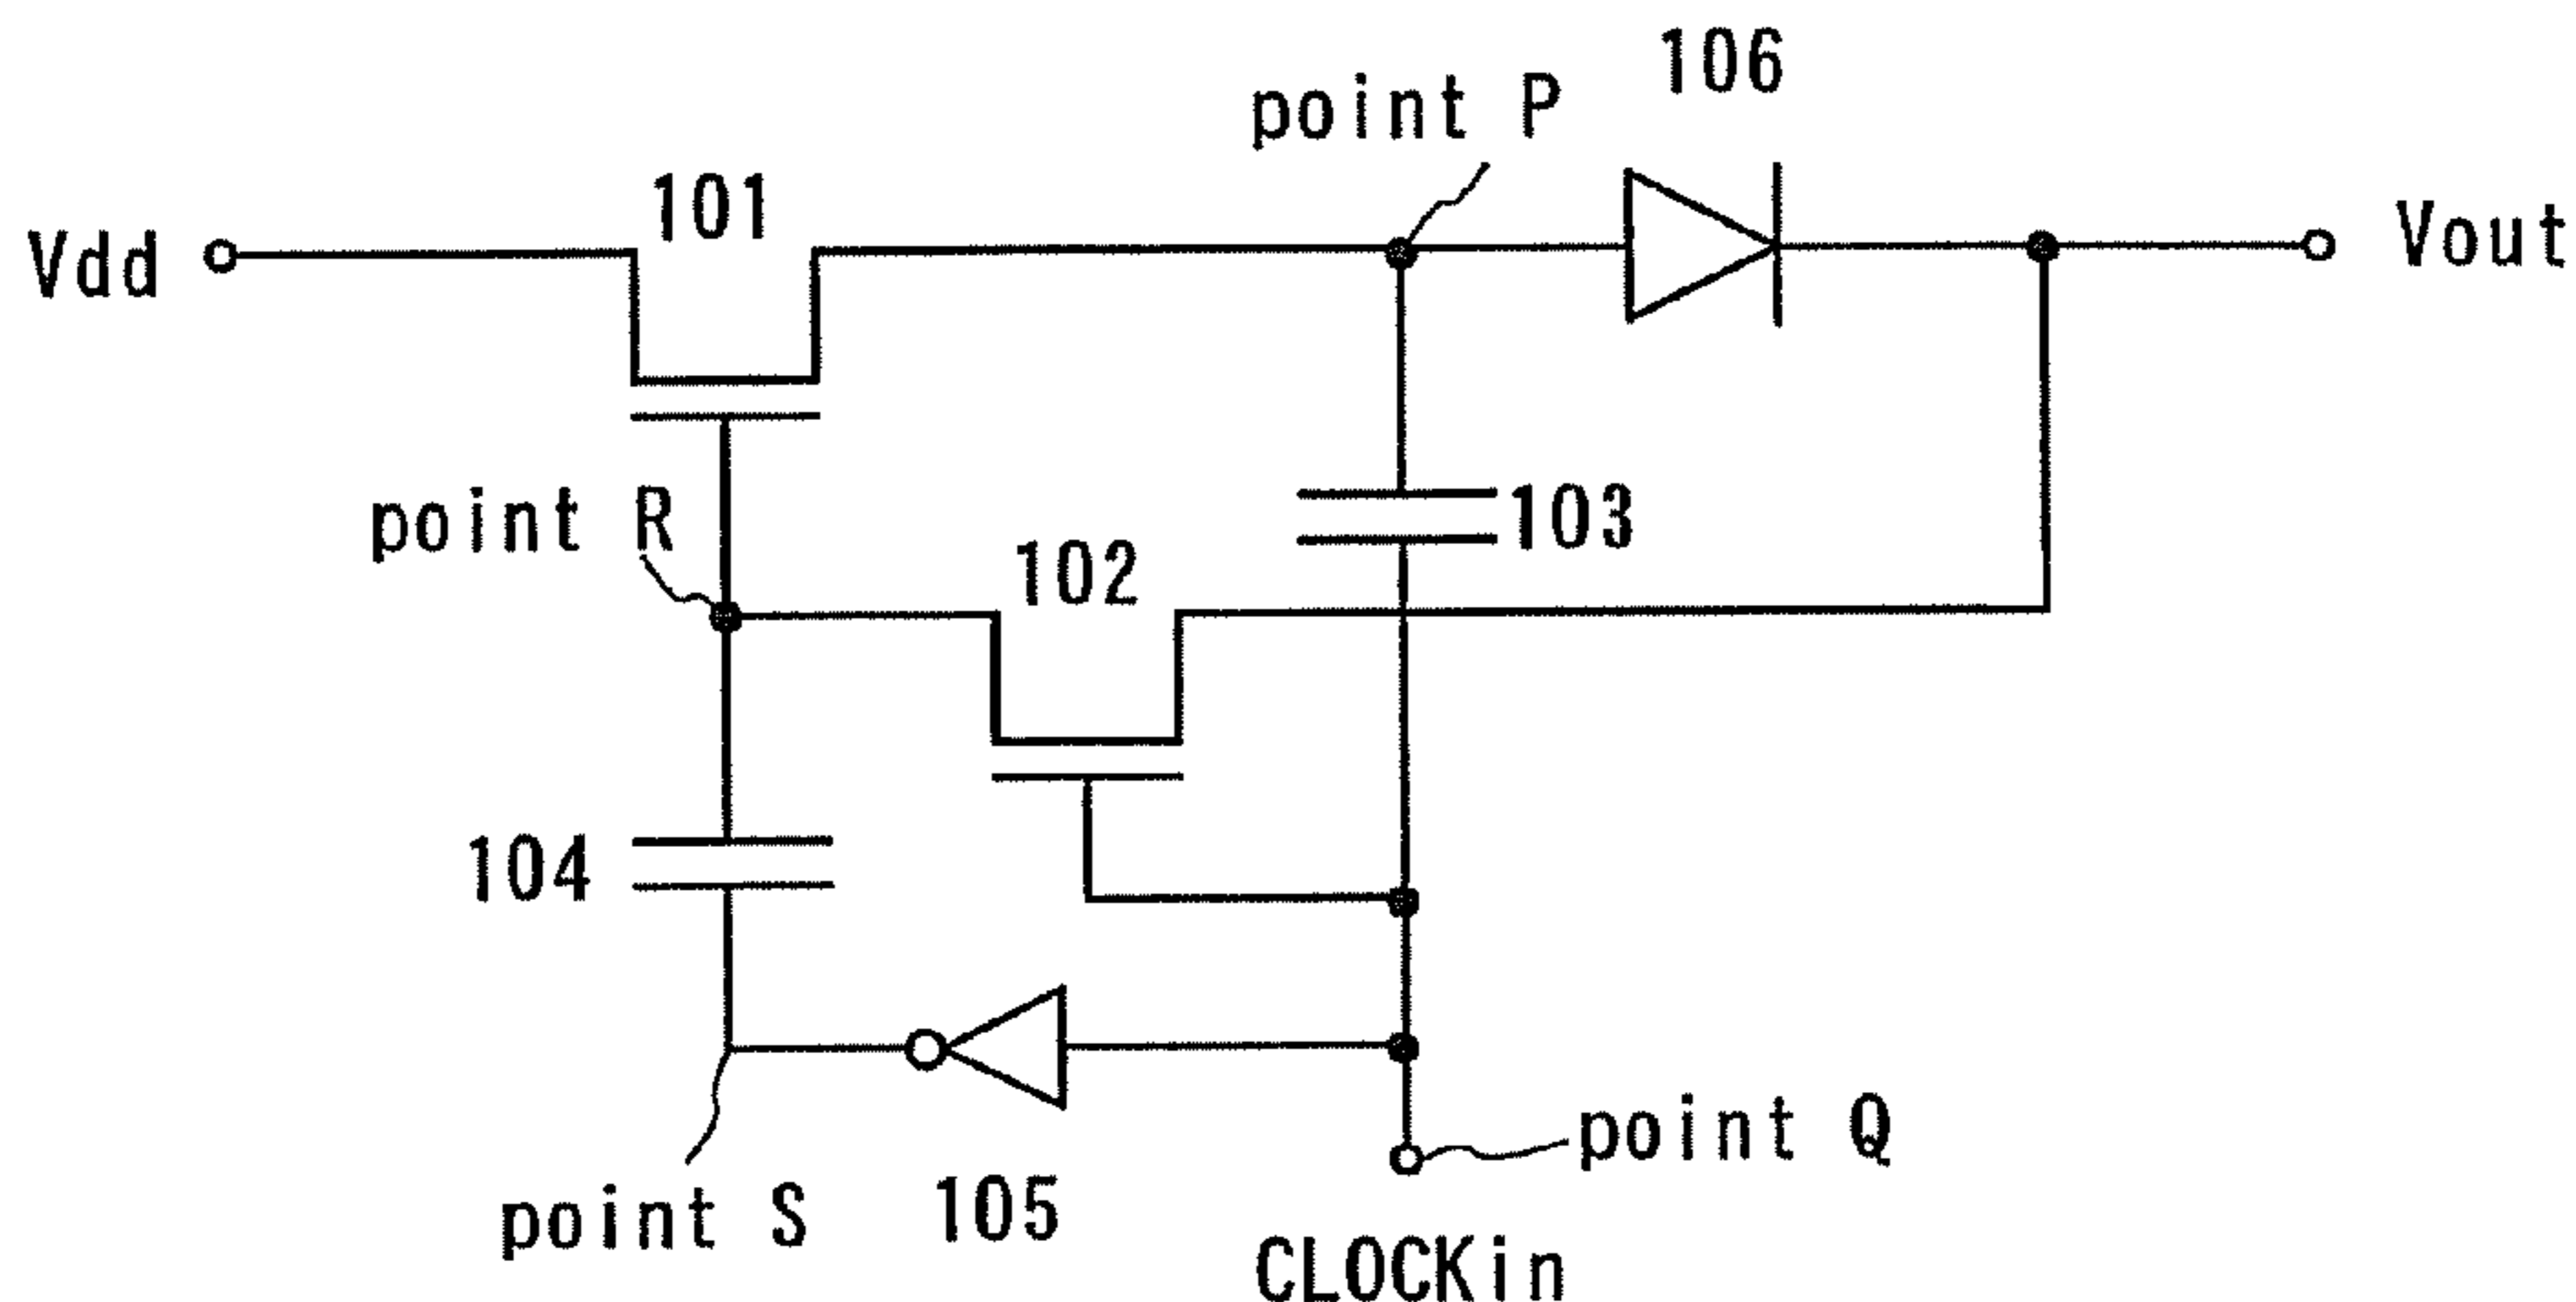 106
point P
101
Vdd
Vout
point R
103
102
104
point Q
105
point S
CLOCKin